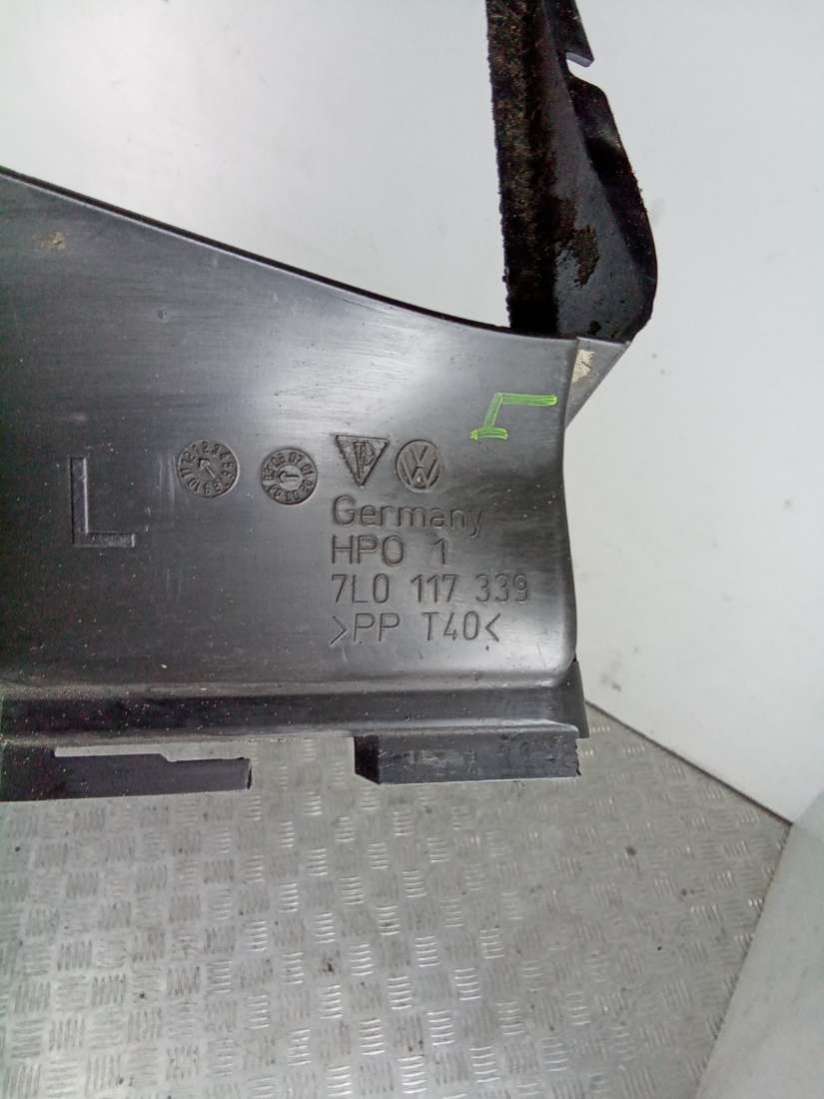 L
Germany
HPO 1
7L0 117 339
>PP T40<